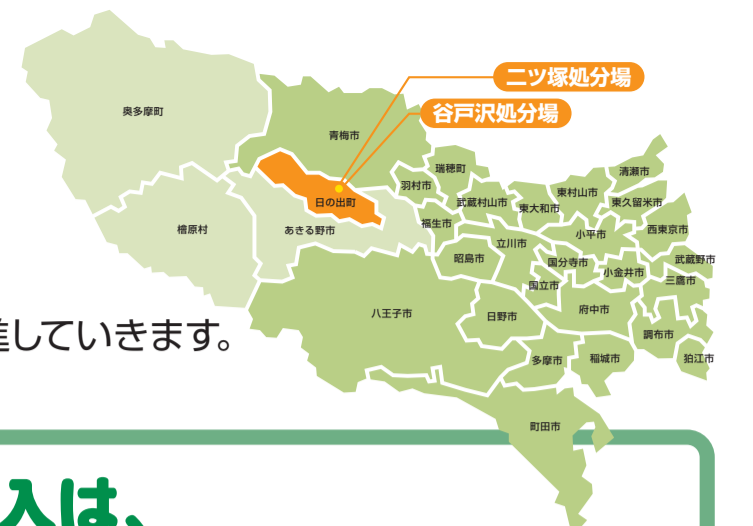 二ツ塚処分場
谷戸沢処分場
奥多摩町
青梅市
瑞穂町
清瀬市
羽村市
東村山市
日の出町
武蔵村山市
東大和市
東久留米市
檜原村
あきる野市
福生市
小平市
西東京市
立川市
昭島市
国分寺市
武蔵野市
小金井市
国立市
三鷹市
八王子市
日野市
府中市
進していきます。
調布市
多摩市
稲城市
狛江市
町田市
入は、